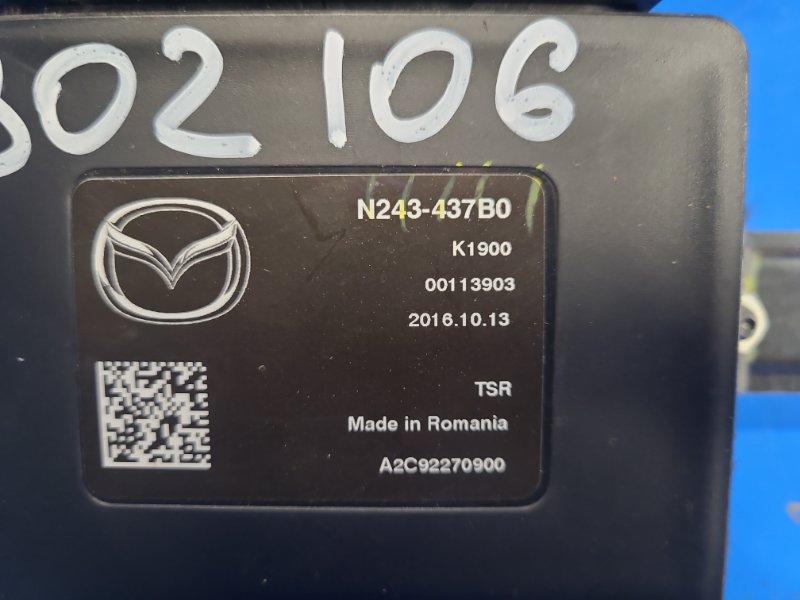 302106
N243-437B0
K1900
00113903
2016.10.13
TSR
Made in Romania
A2C92270900